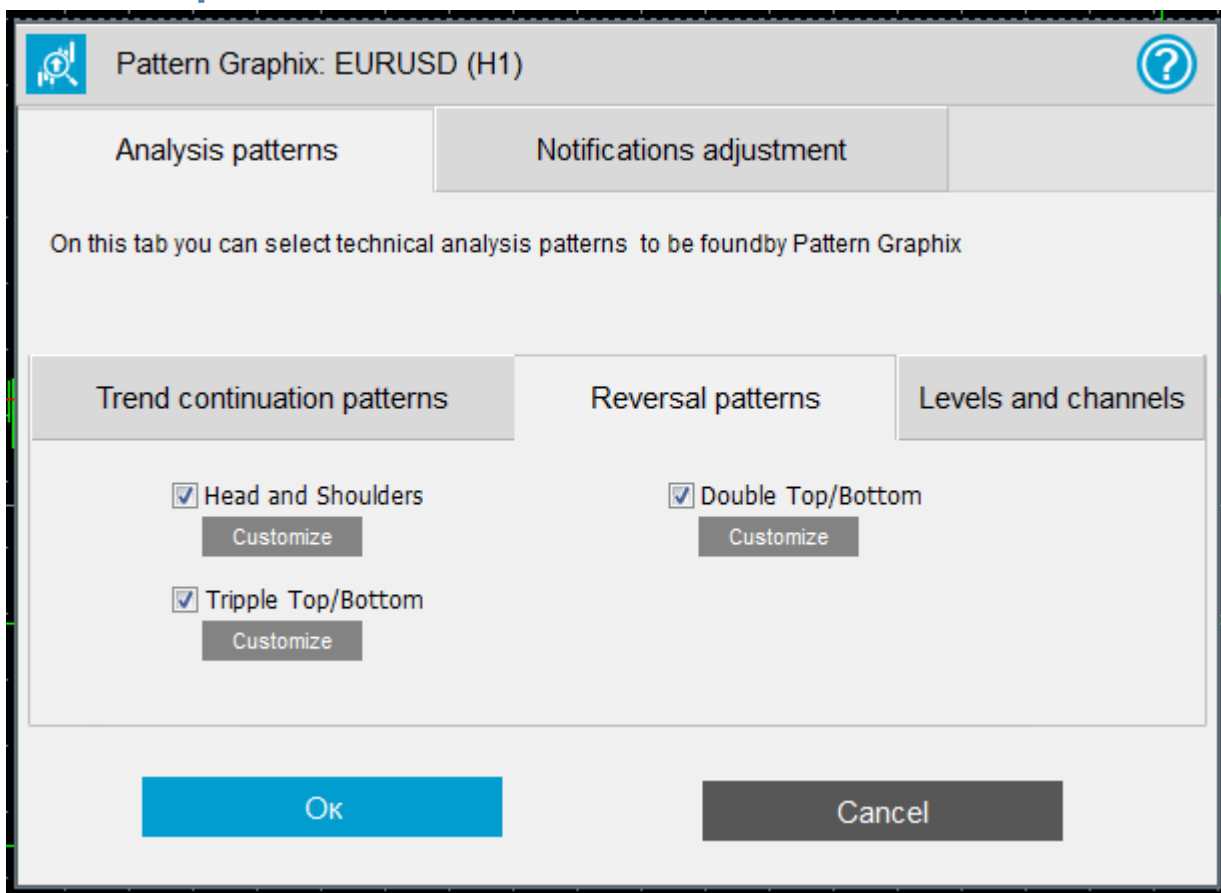 Pattern Graphix: EURUSD (H1)
?
Analysis patterns
Notifications adjustment
On this tab you can select technical analysis patterns to be foundby Pattern Graphix
Trend continuation patterns
Reversal patterns
Levels and channels
Head and Shoulders
Double Top/Bottom
Customize
Customize
Tripple Top/Bottom
Customize
Ок
Cancel